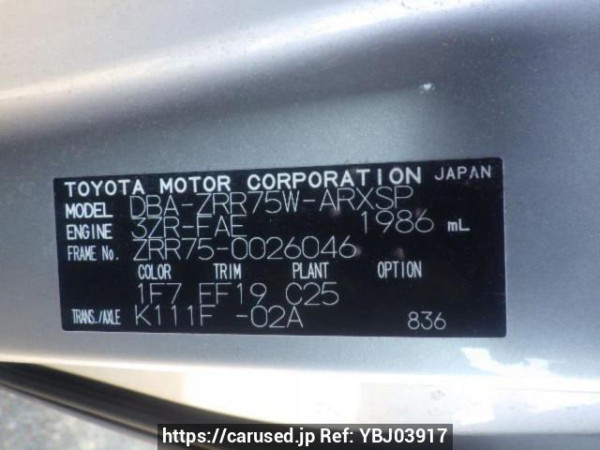 TOYOTA MOTOR CORPORATION JAPAN
MODEL DBA-ZRR75W-ARXSP
ENGINE 3ZR-FAE 1986 mL
FRAME No. ZRR75-0026046
COLOR TRIM PLANT OPTION
1F7 EF19 C25
TRANS./AXLE K111F -02A 836
https://carused.jp Ref: YBJ03917